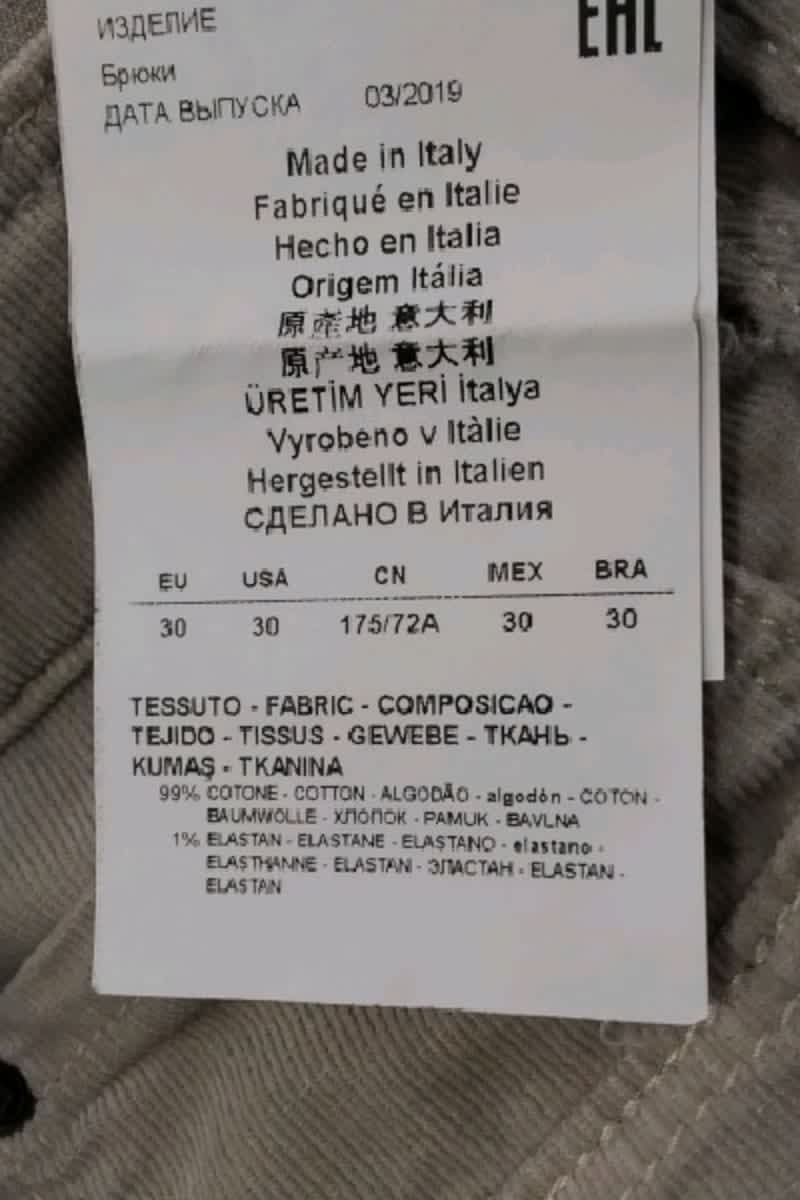 ИЗДЕЛИЕ
EAC
Брюки
ДАТА ВЫПУСКА 03/2019
Made in Italy
Fabriqué en Italie
Hecho en Italia
Origem Itália
原產地 意大利
原产地 意大利
ÜRETİM YERİ İtalya
Vyrobeno v Itàlie
Hergestellt in Italien
СДЕЛАНО В Италия
EU USA CN MEX BRA
30 30 175/72A 30 30
TESSUTO - FABRIC - COMPOSICAO -
TEJIDO - TISSUS - GEWEBE - ТКАНЬ -
KUMAŞ - TKANINA
99% COTONE - COTTON - ALGODÃO - algodón - COTON -
BAUMWOLLE - ХЛОПОК - PAMUK - BAVLNA
1% ELASTAN - ELASTANE - ELASTANO - elastano -
ELASTHANNE - ELASTAN - ЭЛАСТАН - ELASTAN -
ELASTAN